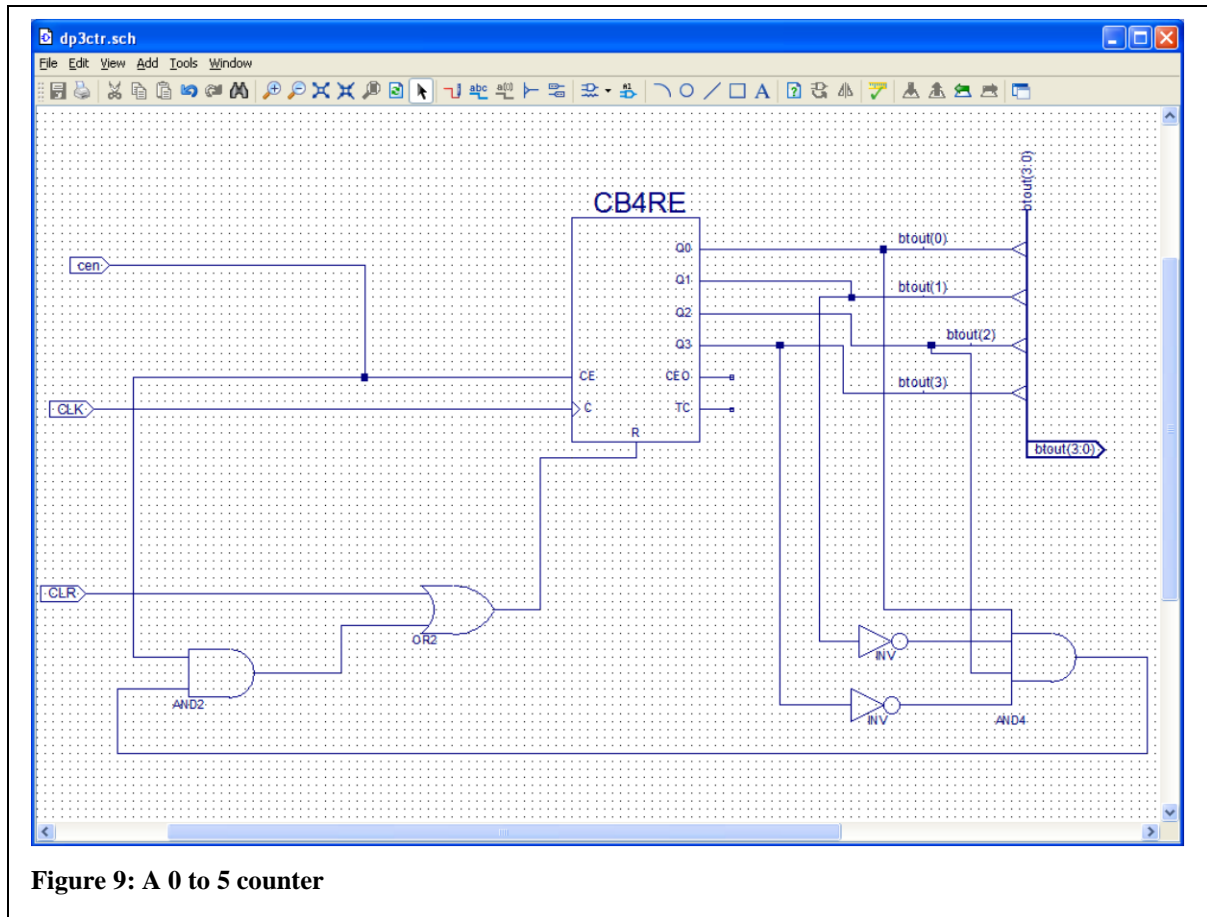 dp3ctr.sch
File Edit View Add Tools Window
abc
A
btout(3:0)
CB4RE
Q0
btout(0)
cen
Q1
btout(1)
Q2
btout(2)
Q3
btout(3)
CE
CEO
CLK
C
TC
R
btout(3:0)
CLR
OR2
INV
AND2
INV
AND4
Figure 9: A 0 to 5 counter